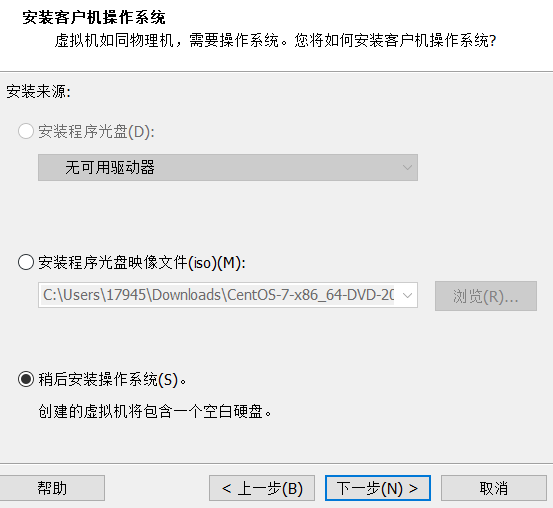 安装客户机操作系统
虚拟机如同物理机，需要操作系统。您将如何安装客户机操作系统?
安装来源:
安装程序光盘(D):
无可用驱动器
安装程序光盘映像文件(iso)(M):
C:\Users\17945\Downloads\CentOS-7-x86_64-DVD-20
浏览(R)...
稍后安装操作系统(S)。
创建的虚拟机将包含一个空白硬盘。
帮助
< 上一步(B)
下一步(N) >
取消